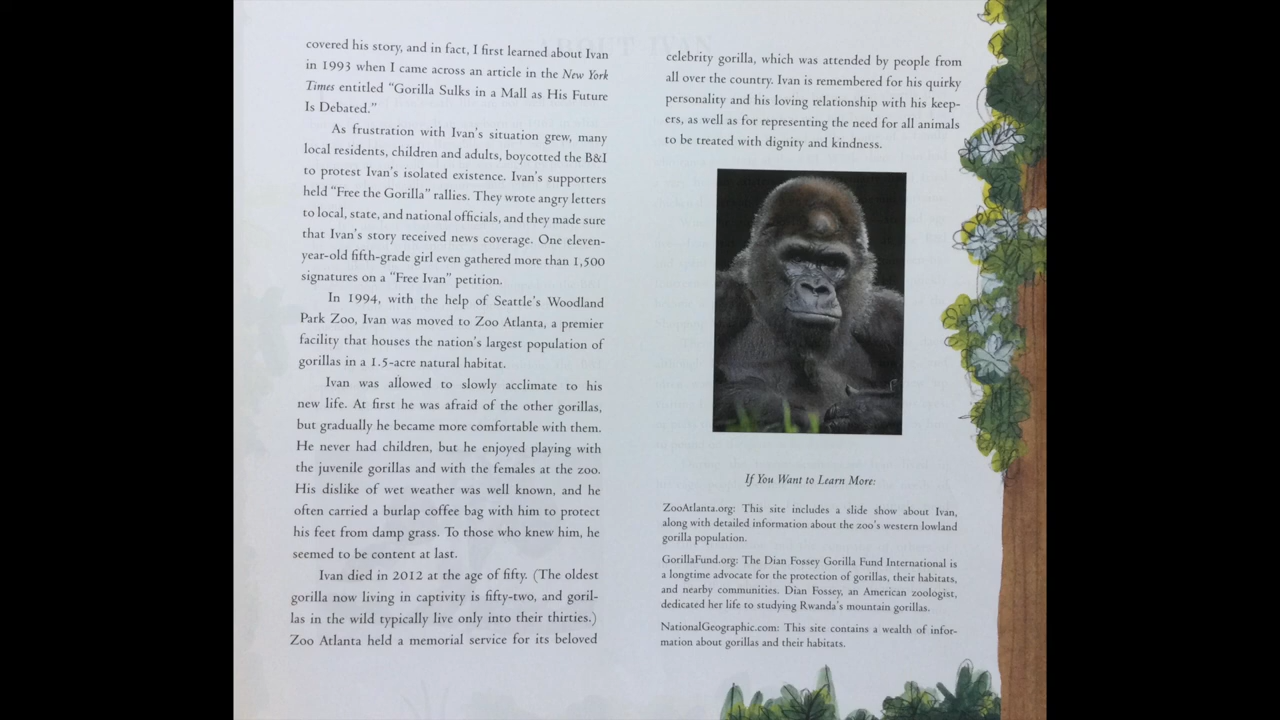 covered his story, and in fact, I first learned about Ivan
in 1993 when I came across an article in the New York
Times entitled “Gorilla Sulks in a Mall as His Future
Is Debated.”
As frustration with Ivan’s situation grew, many
local residents, children and adults, boycotted the B&I
to protest Ivan’s isolated existence. Ivan’s supporters
held “Free the Gorilla” rallies. They wrote angry letters
to local, state, and national officials, and they made sure
that Ivan’s story received news coverage. One eleven-
year-old fifth-grade girl even gathered more than 1,500
signatures on a “Free Ivan” petition.
In 1994, with the help of Seattle’s Woodland
Park Zoo, Ivan was moved to Zoo Atlanta, a premier
facility that houses the nation’s largest population of
gorillas in a 1.5-acre natural habitat.
Ivan was allowed to slowly acclimate to his
new life. At first he was afraid of the other gorillas,
but gradually he became more comfortable with them.
He never had children, but he enjoyed playing with
the juvenile gorillas and with the females at the zoo.
His dislike of wet weather was well known, and he
often carried a burlap coffee bag with him to protect
his feet from damp grass. To those who knew him, he
seemed to be content at last.
Ivan died in 2012 at the age of fifty. (The oldest
gorilla now living in captivity is fifty-two, and goril-
las in the wild typically live only into their thirties.)
Zoo Atlanta held a memorial service for its beloved
celebrity gorilla, which was attended by people from
all over the country. Ivan is remembered for his quirky
personality and his loving relationship with his keep-
ers, as well as for representing the need for all animals
to be treated with dignity and kindness.
If You Want to Learn More:
ZooAtlanta.org: This site includes a slide show about Ivan,
along with detailed information about the zoo’s western lowland
gorilla population.
GorillaFund.org: The Dian Fossey Gorilla Fund International is
a longtime advocate for the protection of gorillas, their habitats,
and nearby communities. Dian Fossey, an American zoologist,
dedicated her life to studying Rwanda’s mountain gorillas.
NationalGeographic.com: This site contains a wealth of infor-
mation about gorillas and their habitats.